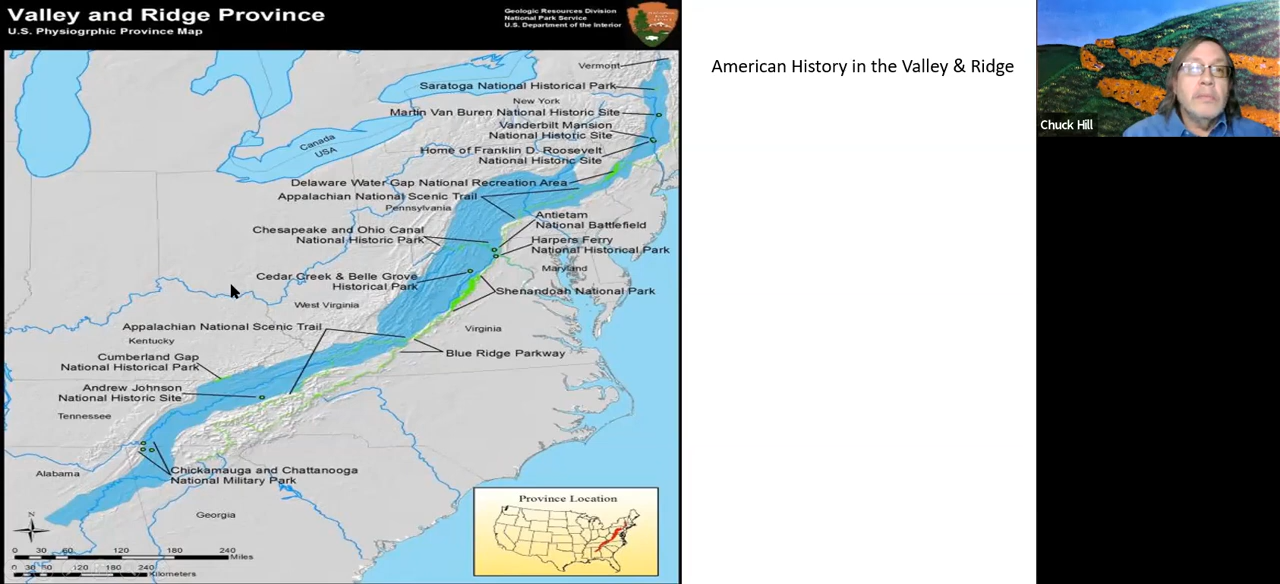 Valley and Ridge Province
U.S. Physiogrphic Province Map
Geologic Resources Division
National Park Service
U.S. Department of the Interior
American History in the Valley & Ridge
Chuck Hill
Vermont
Saratoga National Historical Park
New York
Martin Van Buren National Historic Site
Vanderbilt Mansion
National Historic Site
Home of Franklin D. Roosevelt
National Historic Site
Canada
USA
Delaware Water Gap National Recreation Area
Appalachian National Scenic Trail
Pennsylvania
Antietam
National Battlefield
Chesapeake and Ohio Canal
National Historic Park
Harpers Ferry
National Historical Park
Maryland
Cedar Creek & Belle Grove
Historical Park
Shenandoah National Park
West Virginia
Appalachian National Scenic Trail
Virginia
Kentucky
Blue Ridge Parkway
Cumberland Gap
National Historical Park
Andrew Johnson
National Historic Site
Tennessee
Chickamauga and Chattanooga
National Military Park
Alabama
Georgia
Province Location
N
0 30 60 120 180 240
Miles
0 30 60 120 180 240
Kilometers